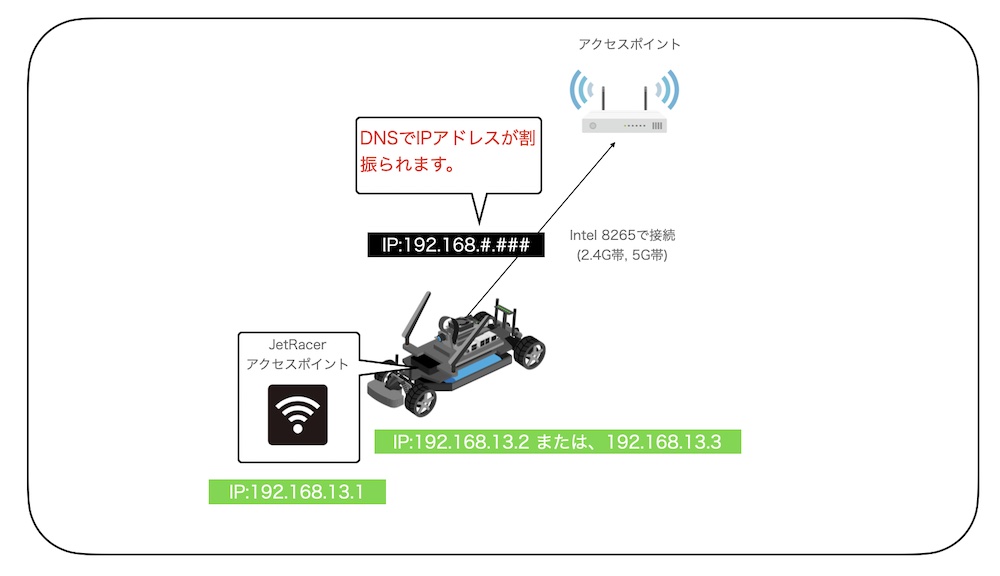 アクセスポイント
DNSでIPアドレスが割
振られます。
IP:192.168.#.###
Intel 8265で接続
(2.4G帯, 5G帯)
JetRacer
アクセスポイント
IP:192.168.13.2 または、192.168.13.3
IP:192.168.13.1